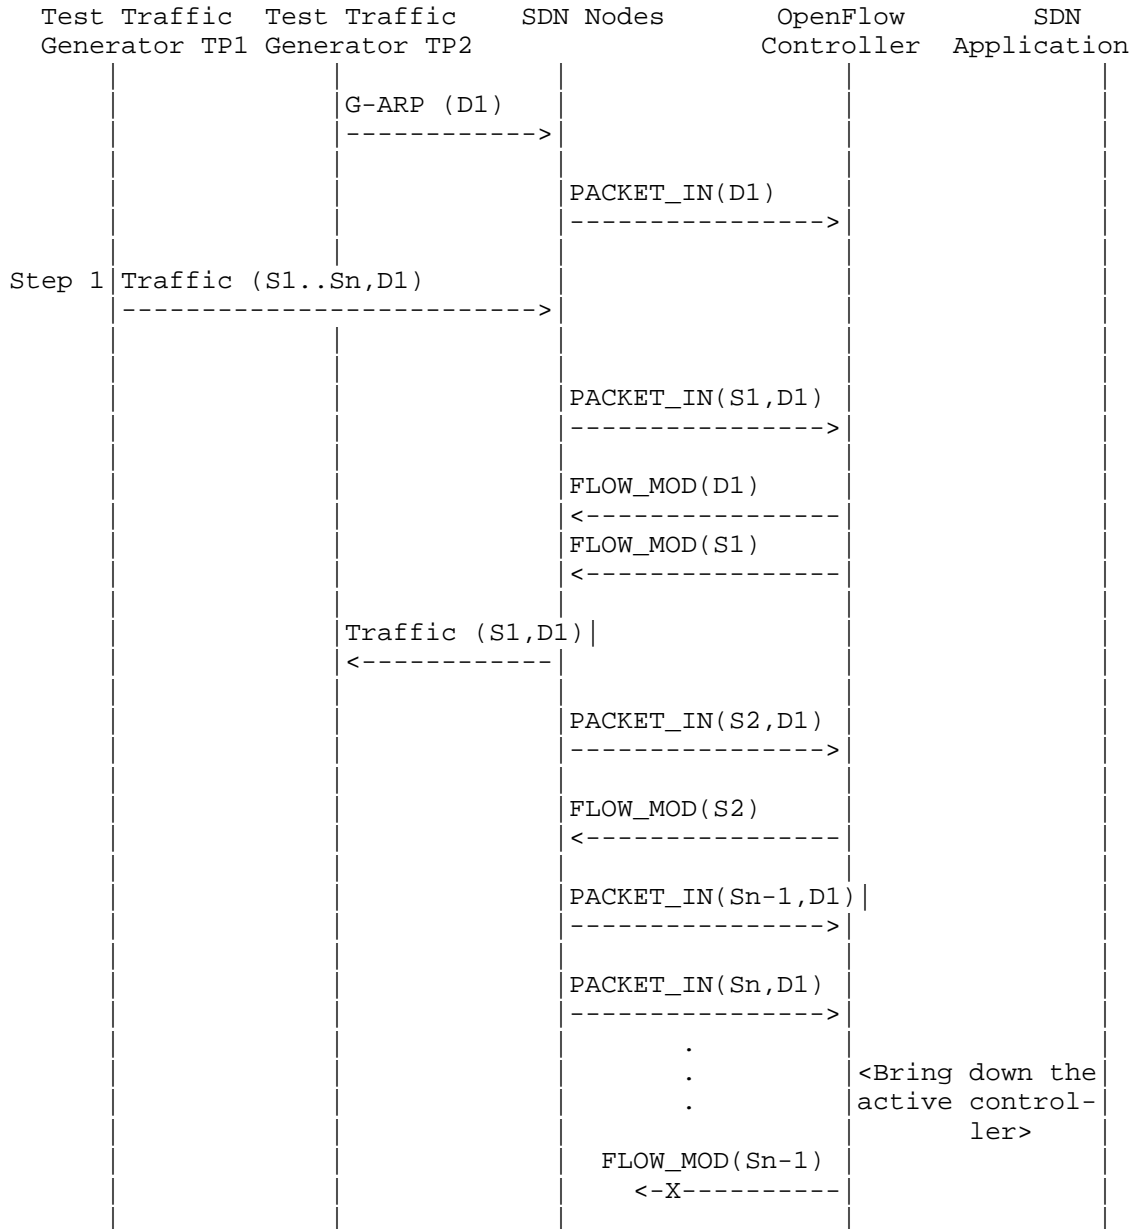 Test Traffic Test Traffic SDN Nodes OpenFlow SDN
Generator TP1 Generator TP2 Controller Application
G-ARP (D1)
PACKET_IN(D1)
Step 1 Traffic (S1..Sn,D1)
PACKET_IN(S1,D1)
FLOW_MOD(D1)
FLOW_MOD(S1)
Traffic (S1,D1)
PACKET_IN(S2,D1)
FLOW_MOD(S2)
PACKET_IN(Sn-1,D1)
PACKET_IN(Sn,D1)
.
. <Bring down the
. active control-
ler>
FLOW_MOD(Sn-1)
<-X----------